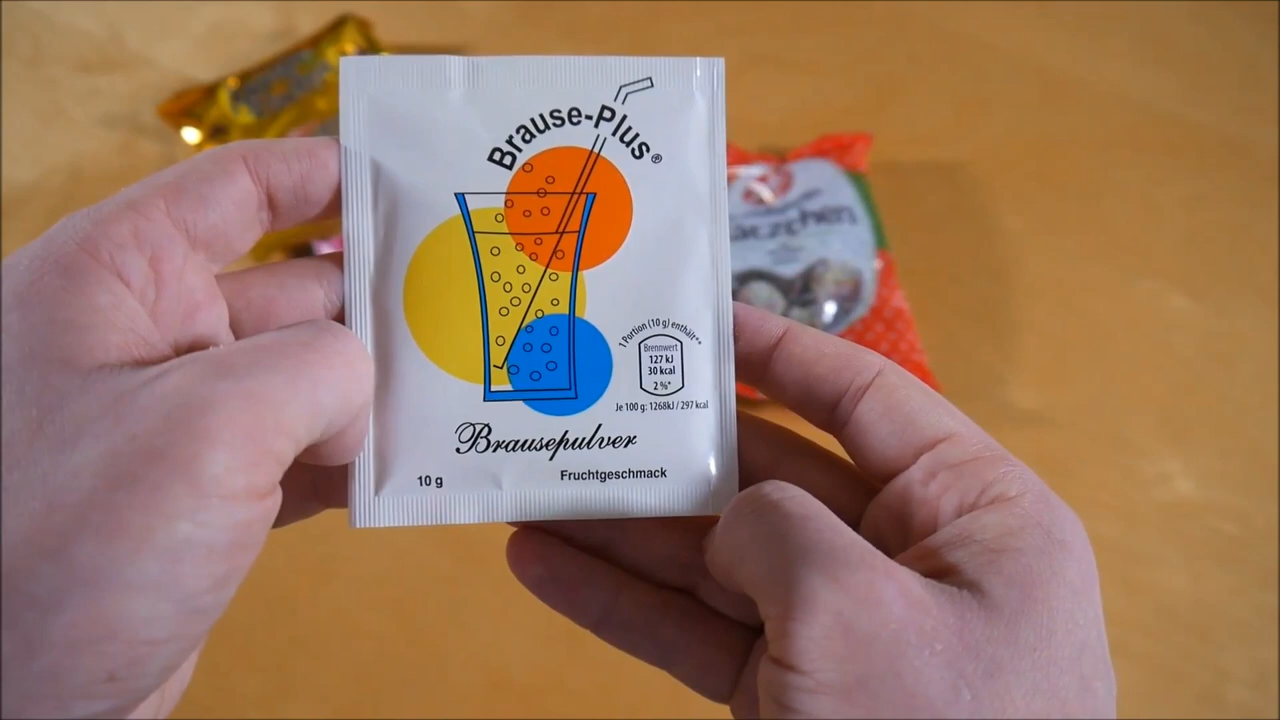 Brause-Plus®
1 Portion (10 g) enthält**
Brennwert
127 kJ
30 kcal
2 %*
Je 100 g: 1268kJ / 297 kcal
Brausepulver
10 g
Fruchtgeschmack